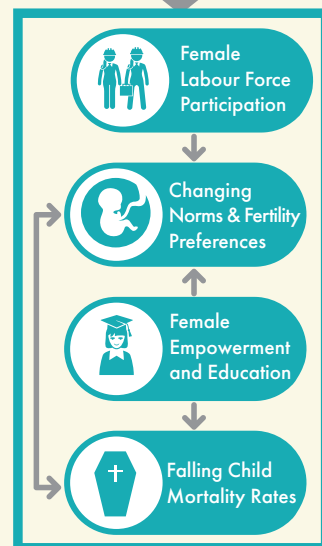 Female
Labour Force
Participation
Changing
Norms & Fertility
Preferences
Female
Empowerment
and Education
Falling Child
Mortality Rates